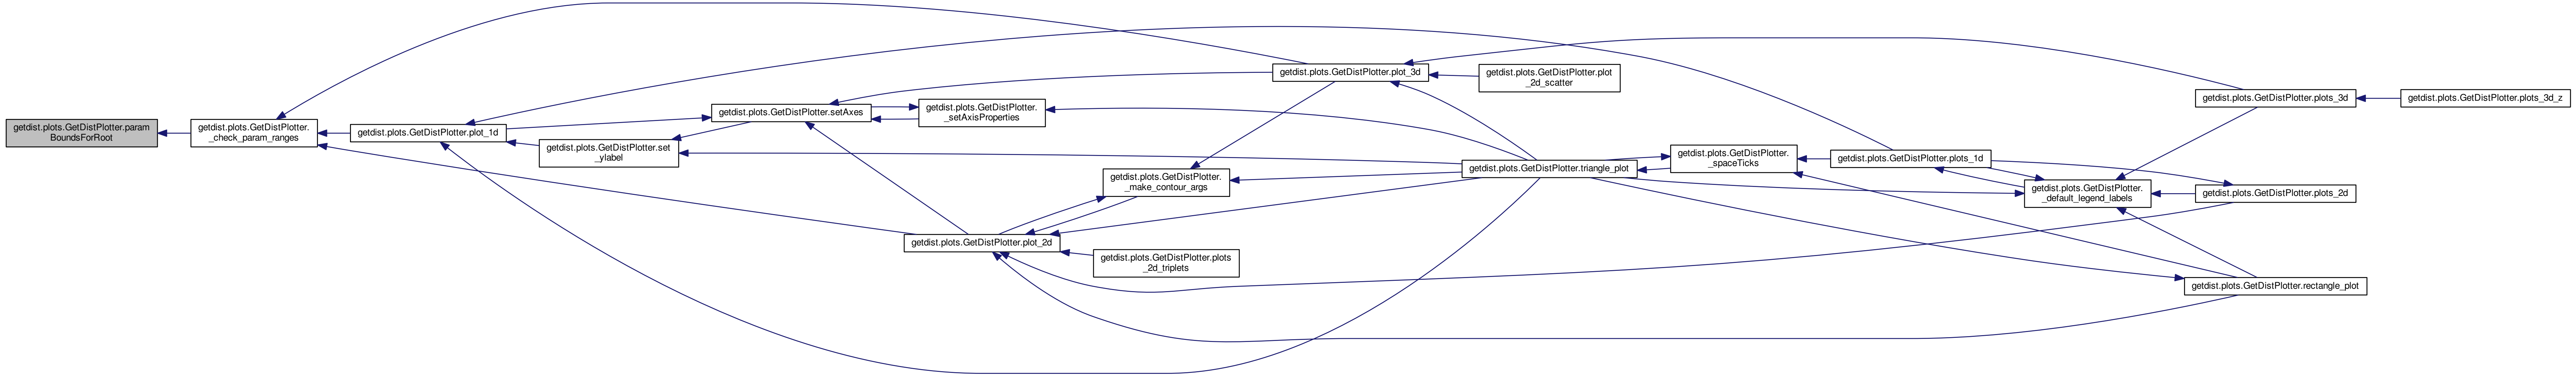 getdist.plots.GetDistPlotter.param
BoundsForRoot
getdist.plots.GetDistPlotter.
_check_param_ranges
getdist.plots.GetDistPlotter.plot_1d
getdist.plots.GetDistPlotter.set
_ylabel
getdist.plots.GetDistPlotter.setAxes
getdist.plots.GetDistPlotter.
_setAxisProperties
getdist.plots.GetDistPlotter.plot_2d
getdist.plots.GetDistPlotter.
_make_contour_args
getdist.plots.GetDistPlotter.plots
_2d_triplets
getdist.plots.GetDistPlotter.plot_3d
getdist.plots.GetDistPlotter.plot
_2d_scatter
getdist.plots.GetDistPlotter.triangle_plot
getdist.plots.GetDistPlotter.
_spaceTicks
getdist.plots.GetDistPlotter.plots_1d
getdist.plots.GetDistPlotter.
_default_legend_labels
getdist.plots.GetDistPlotter.plots_3d
getdist.plots.GetDistPlotter.plots_2d
getdist.plots.GetDistPlotter.rectangle_plot
getdist.plots.GetDistPlotter.plots_3d_z